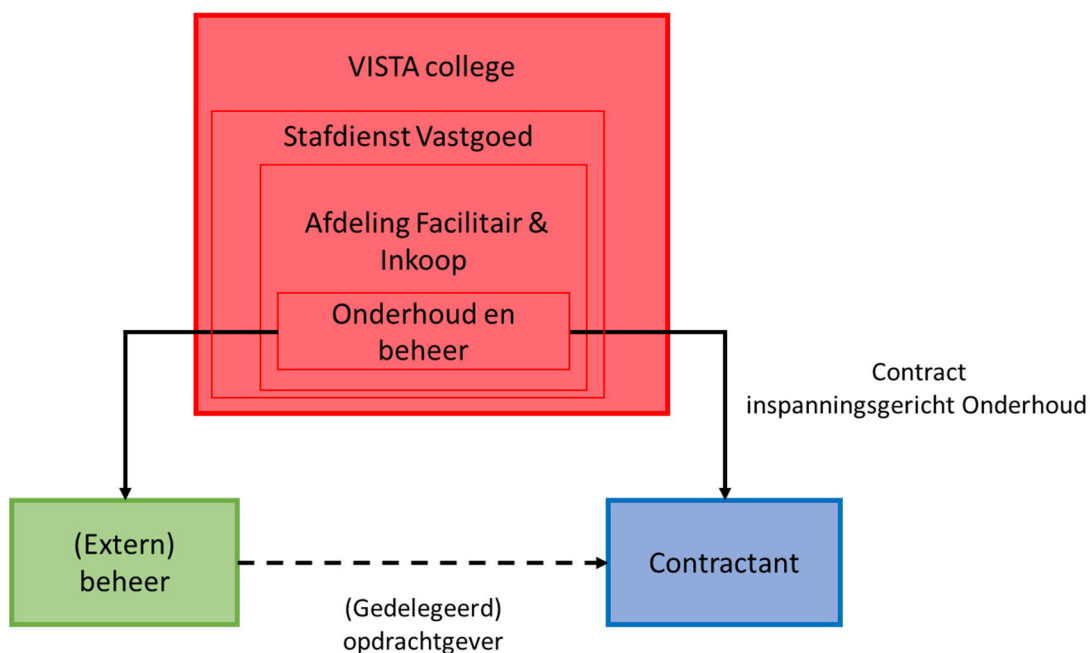 VISTA college
Stafdienst Vastgoed
Afdeling Facilitair &
Inkoop
Onderhoud en
beheer
Contract
inspanningsgericht Onderhoud
(Extern)
beheer
Contractant
(Gedelegeerd)
opdrachtgever